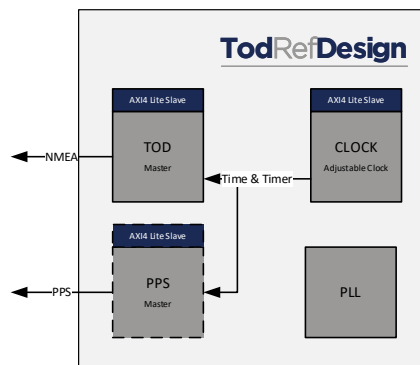 TodRefDesign
AXI4 Lite Slave
TOD
Master
AXI4 Lite Slave
CLOCK
Adjustable Clock
NMEA
Time & Timer
AXI4 Lite Slave
PPS
Master
PPS
PLL